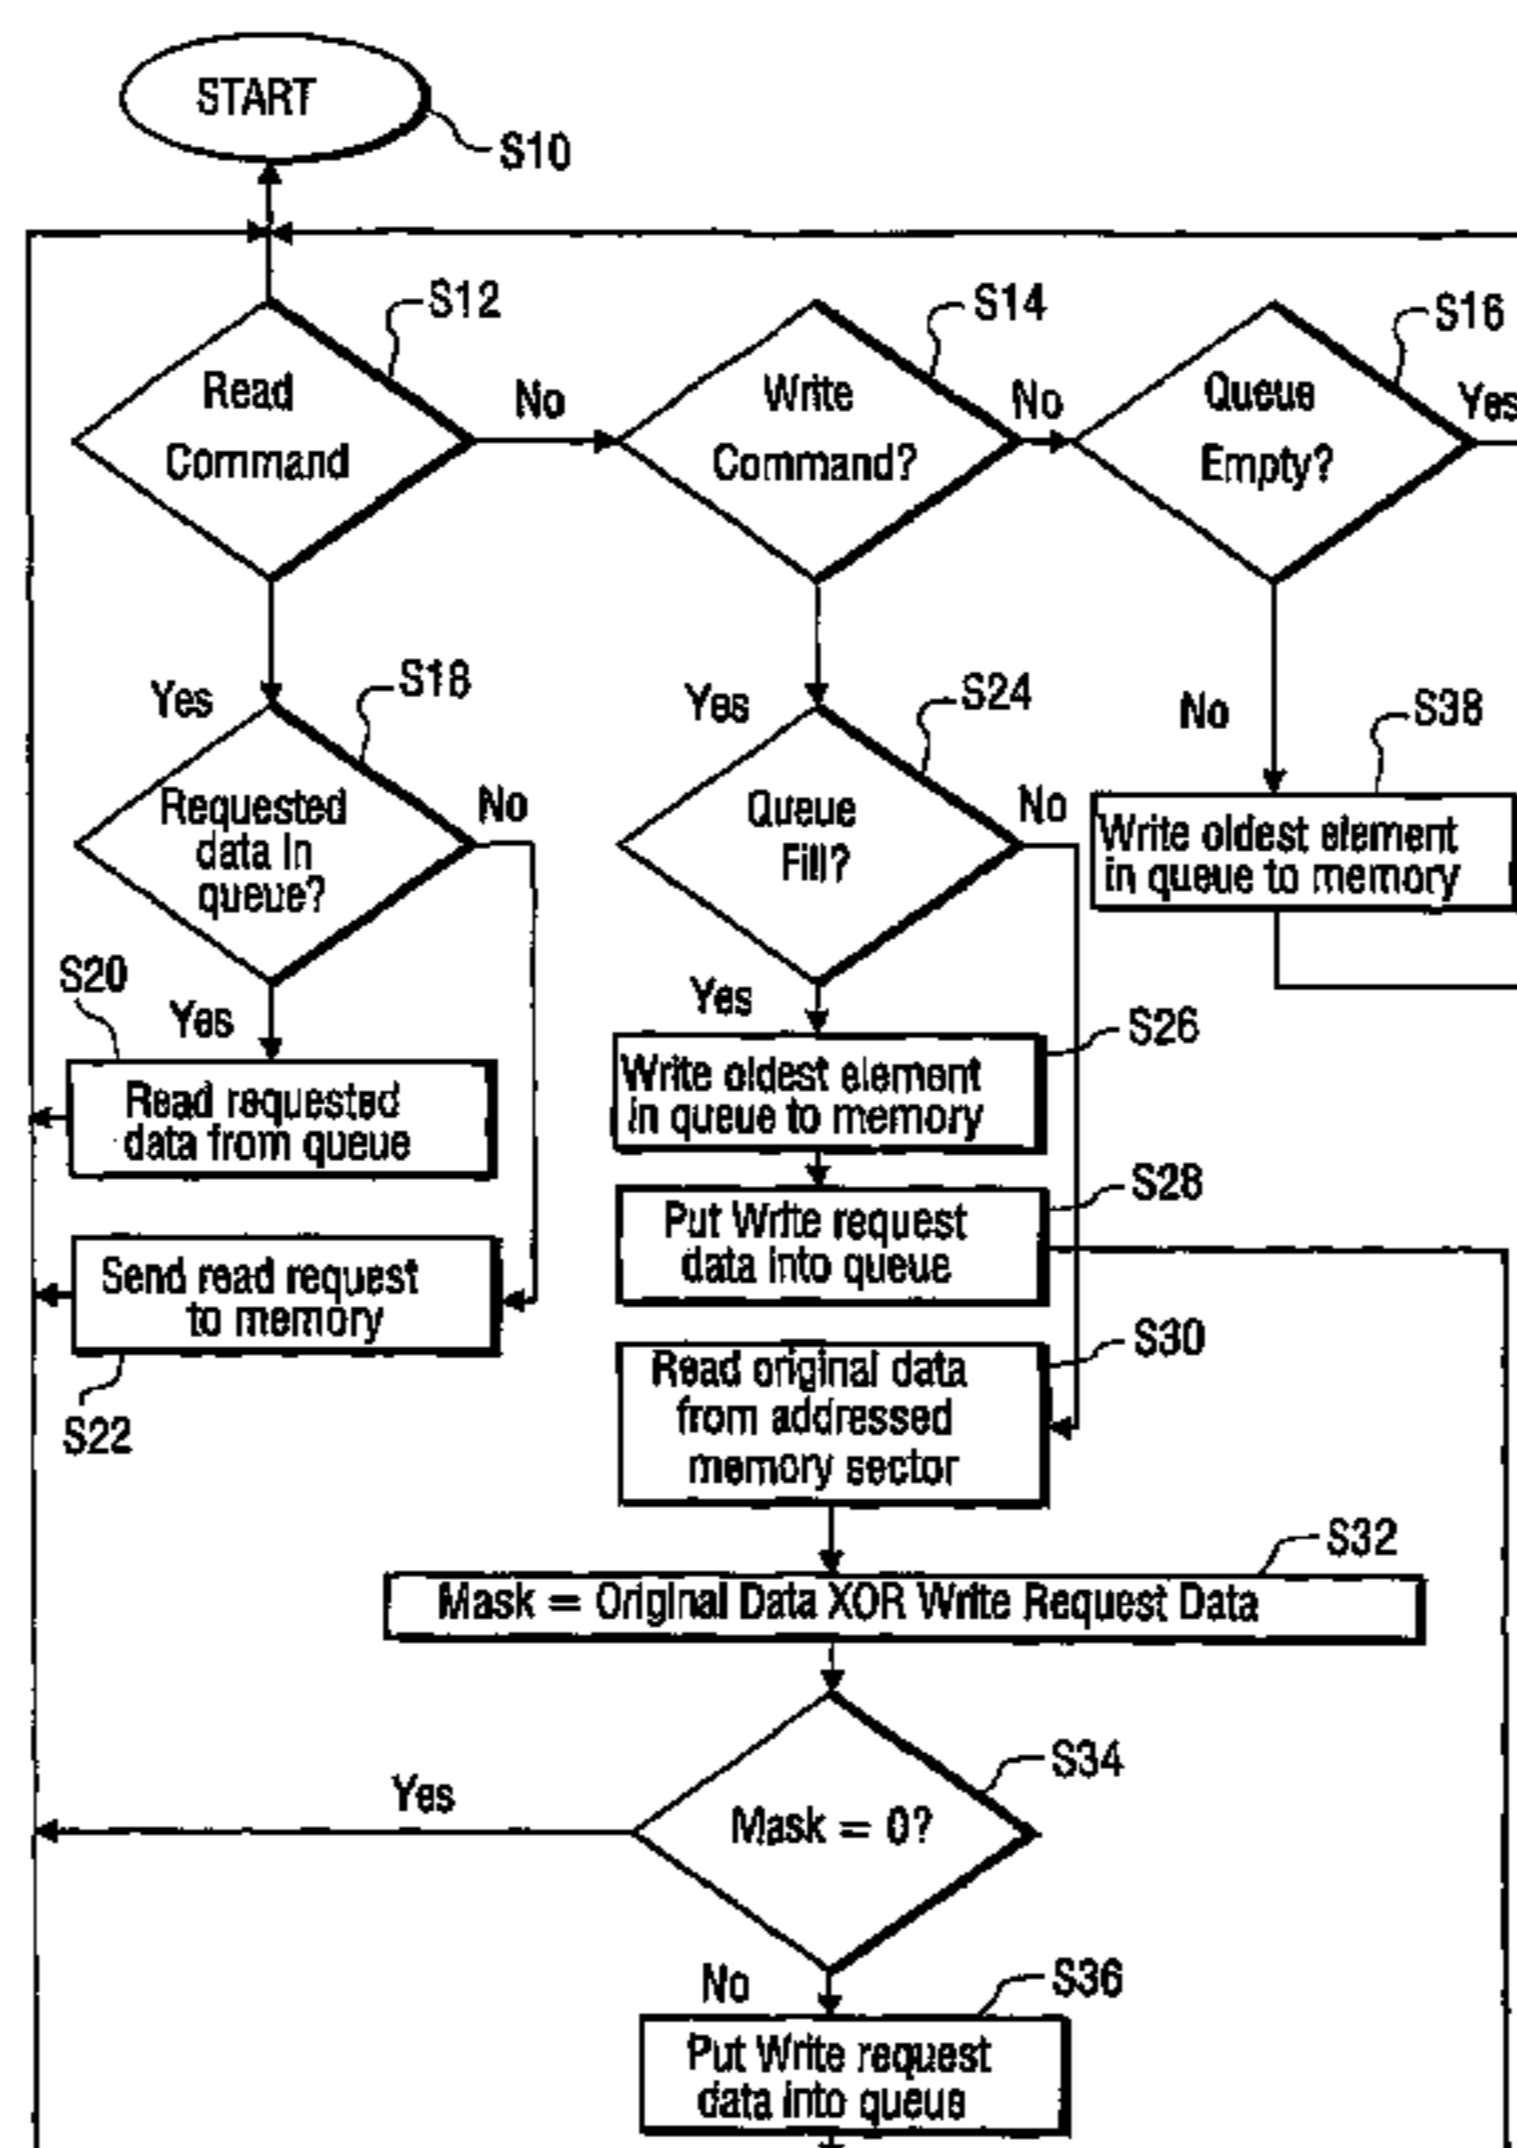 START
S10
S12
S14
S16
Read
Command
No
Write
Command?
No
Queue
Empty?
Yes
Yes
S18
Yes
S24
No
S38
Requested
data in
queue?
No
Queue
Fill?
No
Write oldest element
in queue to memory
S20
Yes
Yes
S26
Read requested
data from queue
Write oldest element
in queue to memory
S28
Put Write request
data into queue
Send read request
to memory
S22
S30
Read original data
from addressed
memory sector
S32
Mask = Original Data XOR Write Request Data
S34
Yes
Mask = 0?
No
S36
Put Write request
data into queue